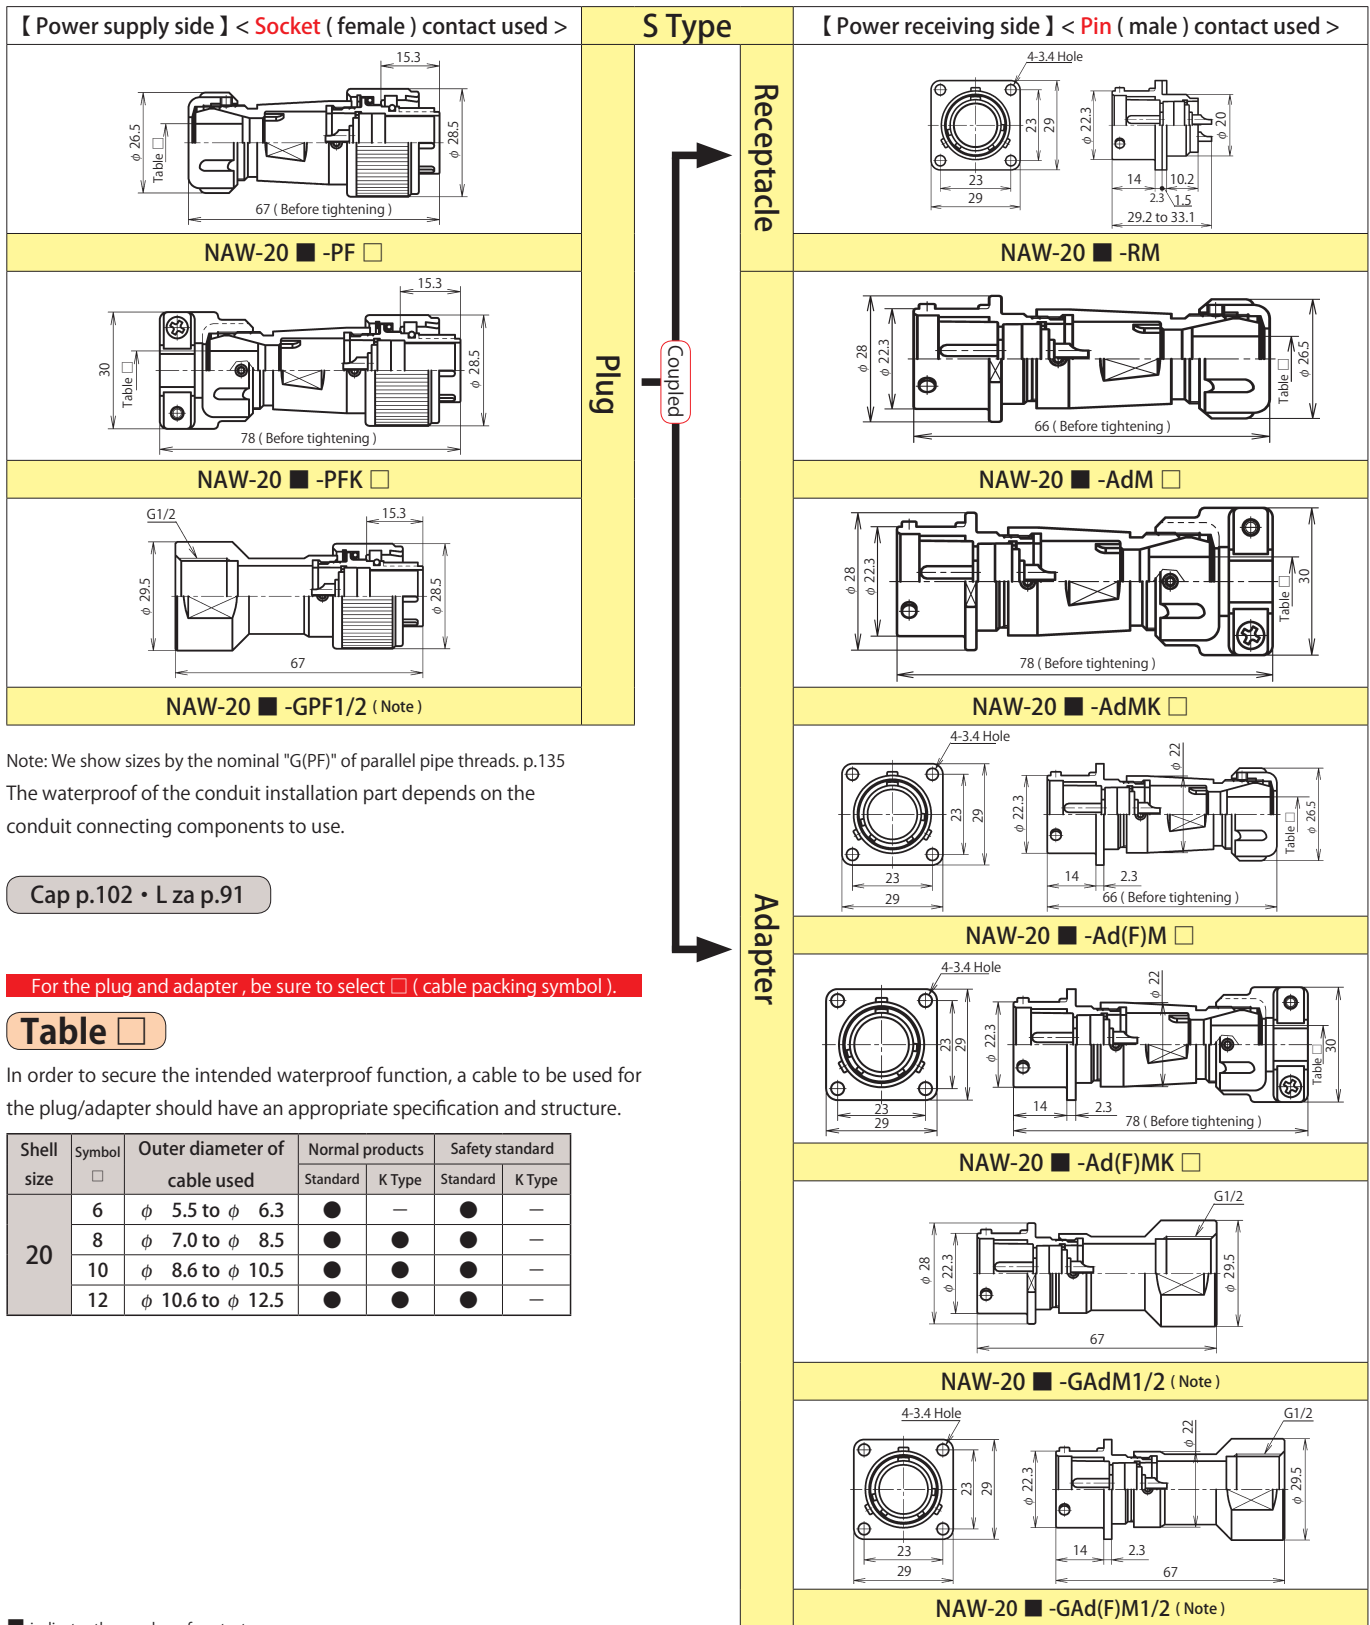 【 Power supply side 】 < Socket ( female ) contact used >
S Type
【 Power receiving side 】 < Pin ( male ) contact used >
15.3
φ 26.5
Table □
φ 28.5
67 ( Before tightening )
NAW-20 ■ -PF □
15.3
30
Table □
φ 28.5
78 ( Before tightening )
NAW-20 ■ -PFK □
G1/2
15.3
φ 29.5
φ 28.5
67
NAW-20 ■ -GPF1/2 ( Note )
Plug
Coupled
Receptacle
4-3.4 Hole
23
29
23
29
φ 22.3
φ 20
14
10.2
2.3
1.5
29.2 to 33.1
NAW-20 ■ -RM
Adapter
φ 28
φ 22.3
Table □
φ 26.5
66 ( Before tightening )
NAW-20 ■ -AdM □
φ 28
φ 22.3
Table □
30
78 ( Before tightening )
NAW-20 ■ -AdMK □
4-3.4 Hole
23
29
23
29
φ 22
φ 22.3
Table □
φ 26.5
14
2.3
66 ( Before tightening )
NAW-20 ■ -Ad(F)M □
4-3.4 Hole
23
29
23
29
φ 22
φ 22.3
Table □
30
14
2.3
78 ( Before tightening )
NAW-20 ■ -Ad(F)MK □
G1/2
φ 28
φ 22.3
φ 29.5
67
NAW-20 ■ -GAdM1/2 ( Note )
4-3.4 Hole
23
29
23
29
φ 22
G1/2
φ 22.3
φ 29.5
14
2.3
67
NAW-20 ■ -GAd(F)M1/2 ( Note )
Note: We show sizes by the nominal "G(PF)" of parallel pipe threads. p.135
The waterproof of the conduit installation part depends on the
conduit connecting components to use.
Cap p.102・L za p.91
For the plug and adapter , be sure to select □ ( cable packing symbol ).
Table □
In order to secure the intended waterproof function, a cable to be used for
the plug/adapter should have an appropriate specification and structure.
Shell size | Symbol □ | Outer diameter of cable used | Normal products | Safety standard
Standard | K Type | Standard | K Type
20
6 φ 5.5 to φ 6.3 ● － ● －
8 φ 7.0 to φ 8.5 ● ● ● －
10 φ 8.6 to φ 10.5 ● ● ● －
12 φ 10.6 to φ 12.5 ● ● ● －